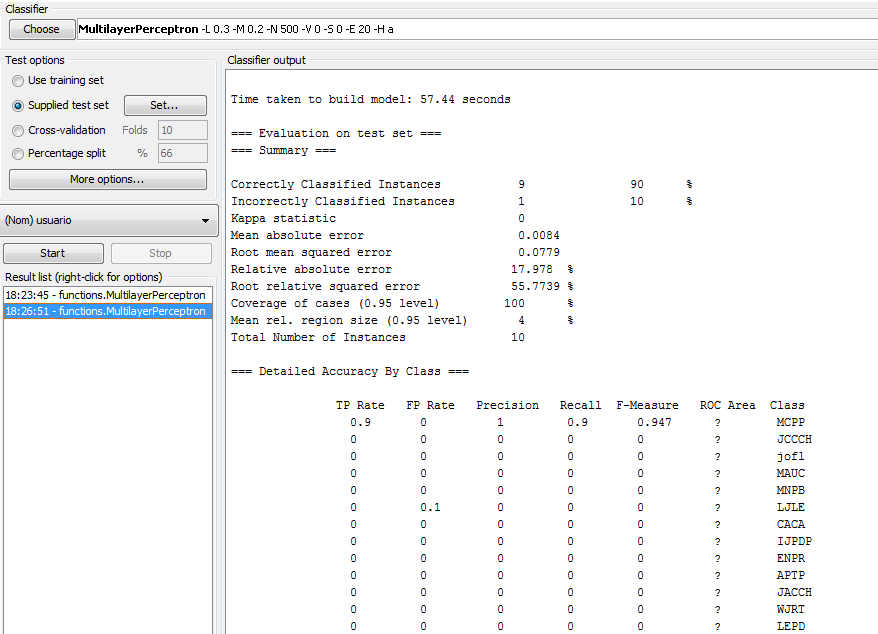 Classifier
Choose MultilayerPerceptron -L 0.3 -M 0.2 -N 500 -V 0 -S 0 -E 20 -H a
Test options
Use training set
Supplied test set Set...
Cross-validation Folds 10
Percentage split % 66
More options...
(Nom) usuario
Start Stop
Result list (right-click for options)
18:23:45 - functions.MultilayerPerceptron
18:26:51 - functions.MultilayerPerceptron
Classifier output
Time taken to build model: 57.44 seconds
=== Evaluation on test set ===
=== Summary ===
Correctly Classified Instances 9 90 %
Incorrectly Classified Instances 1 10 %
Kappa statistic 0
Mean absolute error 0.0084
Root mean squared error 0.0779
Relative absolute error 17.978 %
Root relative squared error 55.7739 %
Coverage of cases (0.95 level) 100 %
Mean rel. region size (0.95 level) 4 %
Total Number of Instances 10
=== Detailed Accuracy By Class ===
TP Rate FP Rate Precision Recall F-Measure ROC Area Class
0.9 0 1 0.9 0.947 ? MCPP
0 0 0 0 0 ? JCCCH
0 0 0 0 0 ? jofl
0 0 0 0 0 ? MAUC
0 0 0 0 0 ? MNPB
0 0.1 0 0 0 ? LJLE
0 0 0 0 0 ? CACA
0 0 0 0 0 ? IJPDP
0 0 0 0 0 ? ENPR
0 0 0 0 0 ? APTP
0 0 0 0 0 ? JACCH
0 0 0 0 0 ? WJRT
0 0 0 0 0 ? LEPD